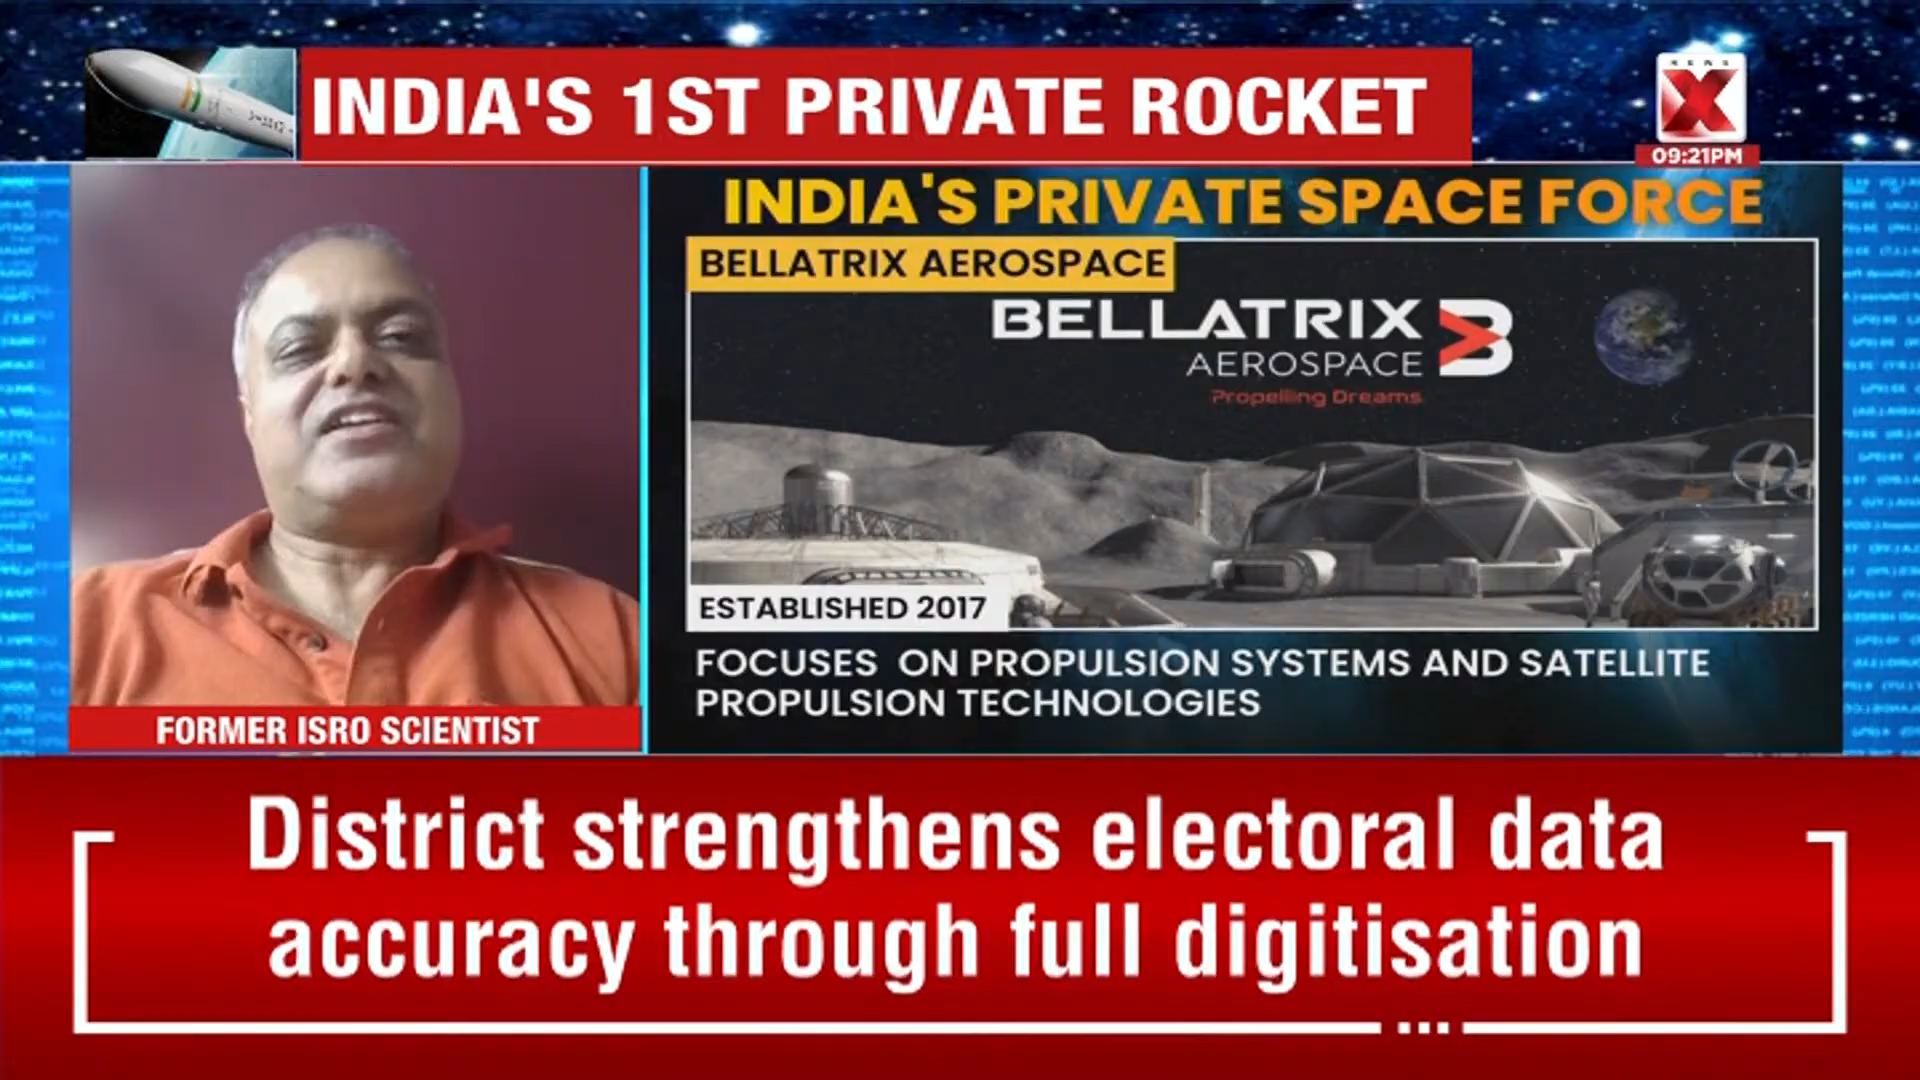 INDIA'S 1ST PRIVATE ROCKET
NEWS
X
09:21PM
INDIA'S PRIVATE SPACE FORCE
BELLATRIX AEROSPACE
BELLATRIX
AEROSPACE
Propelling Dreams
ESTABLISHED 2017
FOCUSES ON PROPULSION SYSTEMS AND SATELLITE
PROPULSION TECHNOLOGIES
FORMER ISRO SCIENTIST
District strengthens electoral data
accuracy through full digitisation